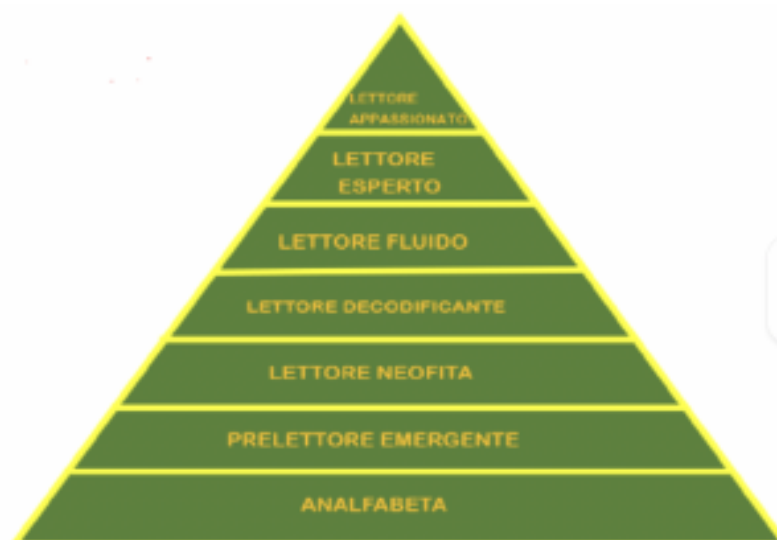 LETTORE
APPASSIONATO
LETTORE
ESPERTO
LETTORE FLUIDO
LETTORE DECODIFICANTE
LETTORE NEOFITA
PRELETTORE EMERGENTE
ANALFABETA